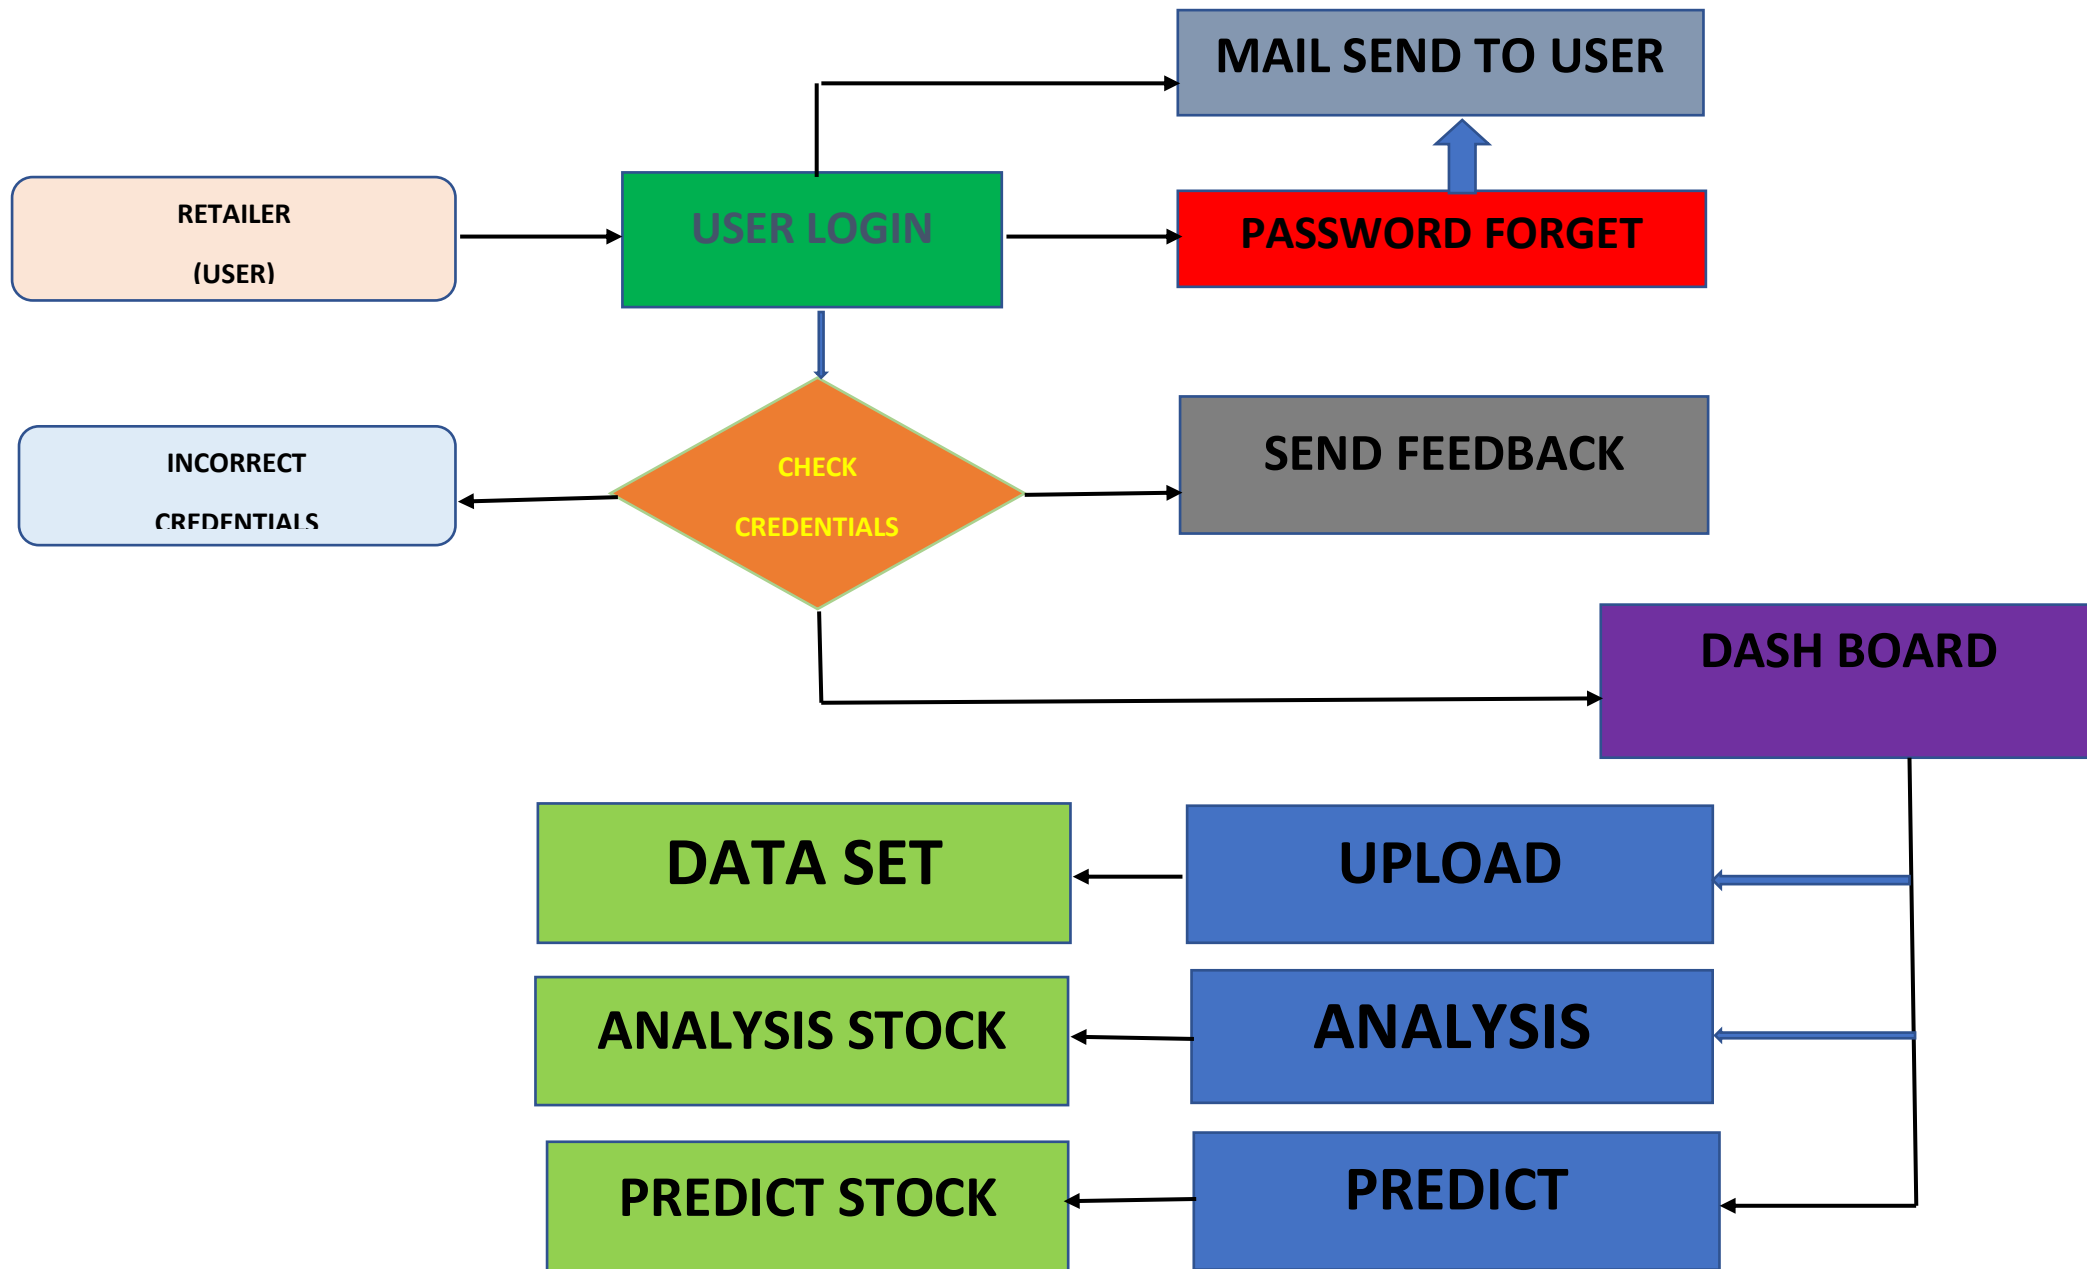 MAIL SEND TO USER
RETAILER
(USER)
USER LOGIN
PASSWORD FORGET
INCORRECT
CREDENTIALS
CHECK
CREDENTIALS
SEND FEEDBACK
DASH BOARD
DATA SET
UPLOAD
ANALYSIS STOCK
ANALYSIS
PREDICT STOCK
PREDICT